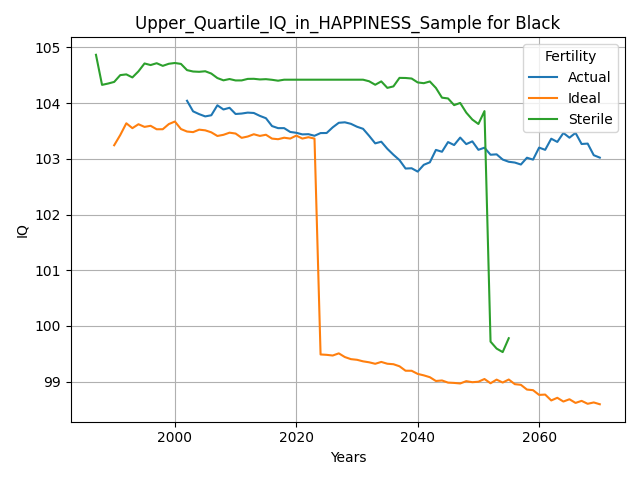 Upper_Quartile_IQ_in_HAPPINESS_Sample for Black
Fertility
Actual
Ideal
Sterile
105
104
103
102
101
100
99
IQ
2000 2020 2040 2060
Years